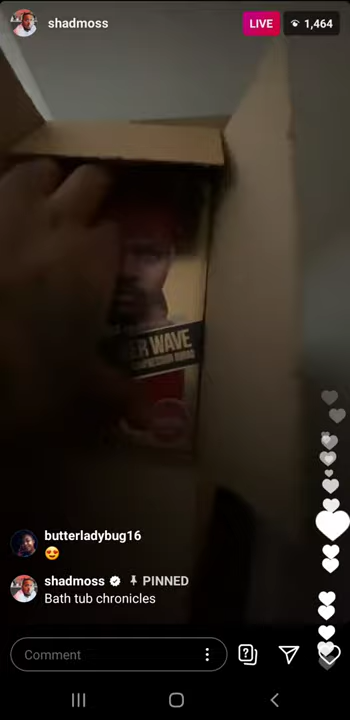 shadmoss
LIVE
1,464
ER WAVE
butterladybug16
shadmoss PINNED
Bath tub chronicles
Comment